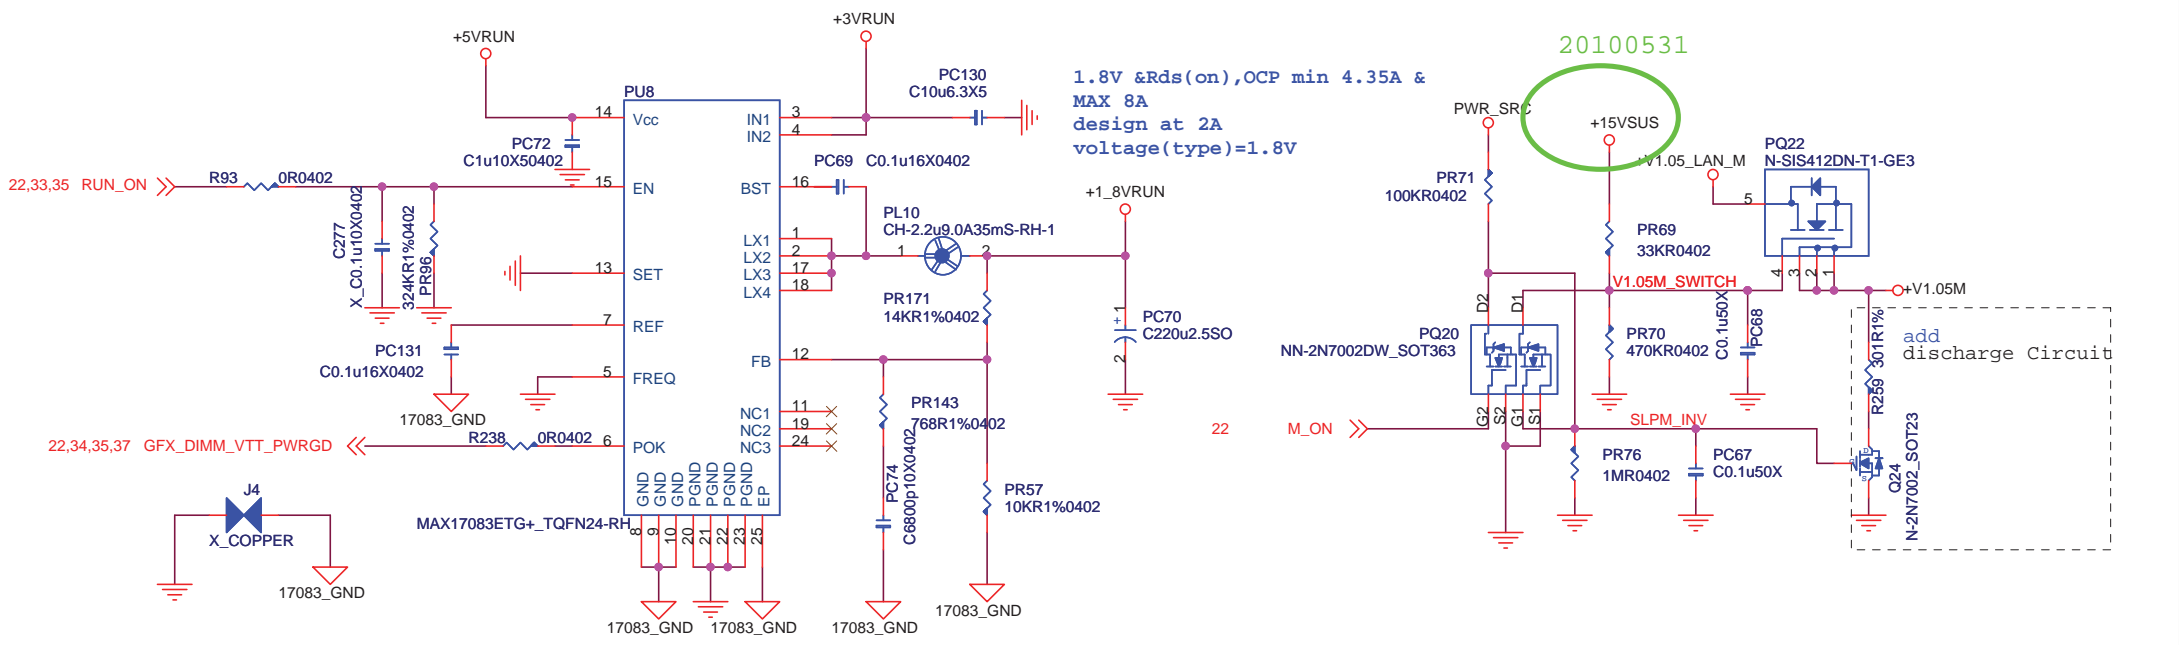 +5VRUN
+3VRUN
PC130
C10u6.3X5
1.8V &Rds(on),OCP min 4.35A &
MAX 8A
design at 2A
voltage(type)=1.8V
PU8
14
Vcc
PC72
C1u10X50402
3
IN1
4
IN2
PC69 C0.1u16X0402
22,33,35 RUN_ON
R93
0R0402
15
EN
16
BST
C277
X_C0.1u10X0402
324KR1%0402
PR96
+1_8VRUN
PL10
CH-2.2u9.0A35mS-RH-1
LX1
1
LX2
2
LX3
17
LX4
18
1
2
13
SET
PR171
14KR1%0402
7
REF
PC131
C0.1u16X0402
17083_GND
1
+
PC70
C220u2.5SO
2
12
FB
5
FREQ
PR143
768R1%0402
NC1
11
NC2
19
NC3
24
22,34,35,37 GFX_DIMM_VTT_PWRGD
R238
0R0402
6
POK
PC74
C6800p10X0402
PR57
10KR1%0402
GND
GND
GND
PGND
PGND
PGND
PGND
EP
8
9
10
20
21
22
23
25
MAX17083ETG+_TQFN24-RH
J4
X_COPPER
17083_GND
17083_GND
17083_GND
17083_GND
17083_GND
20100531
PWR_SRC
+15VSUS
+V1.05_LAN_M
PQ22
N-SIS412DN-T1-GE3
5
4
3
2
1
PR71
100KR0402
PR69
33KR0402
V1.05M_SWITCH
+V1.05M
D2
D1
PQ20
NN-2N7002DW_SOT363
G2
S2
G1
S1
PR70
470KR0402
C0.1u50X
PC68
22
M_ON
SLPM_INV
PR76
1MR0402
PC67
C0.1u50X
R259 301R1%
add
discharge Circuit
Q24
N-2N7002_SOT23